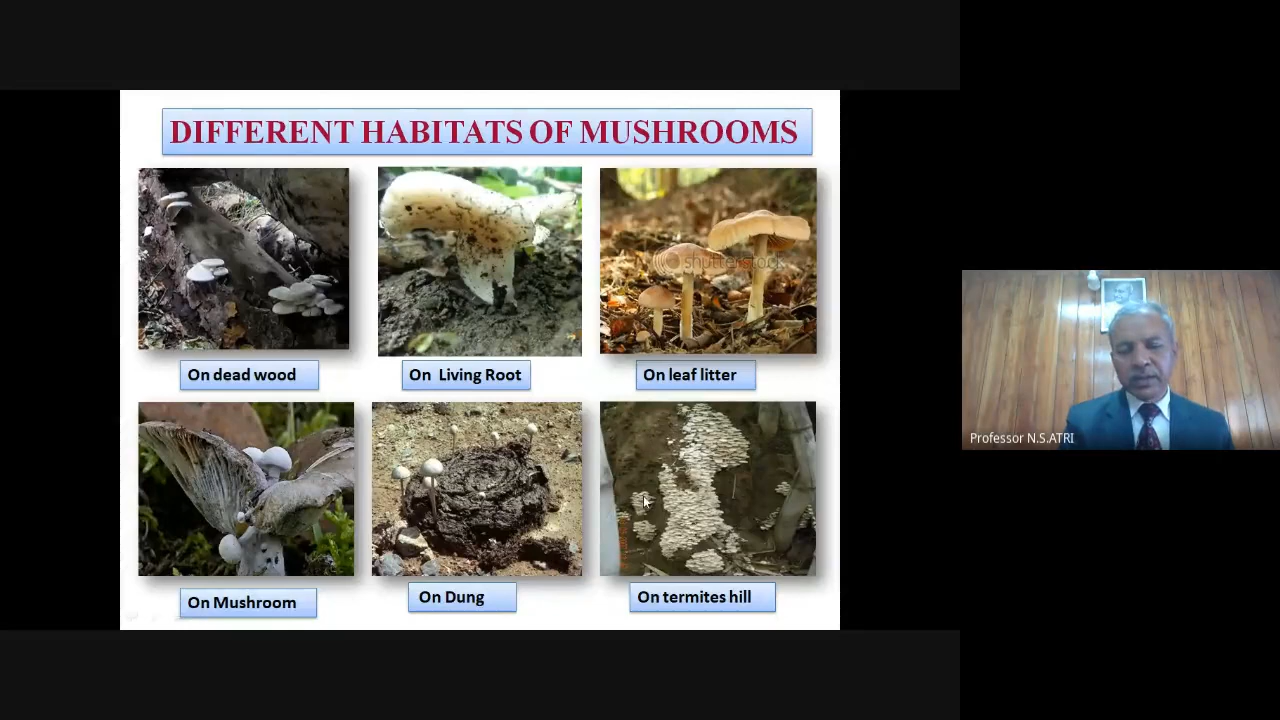 DIFFERENT HABITATS OF MUSHROOMS
shutterstock
On dead wood
On Living Root
On leaf litter
Professor N.S.ATRI
On Mushroom
On Dung
On termites hill